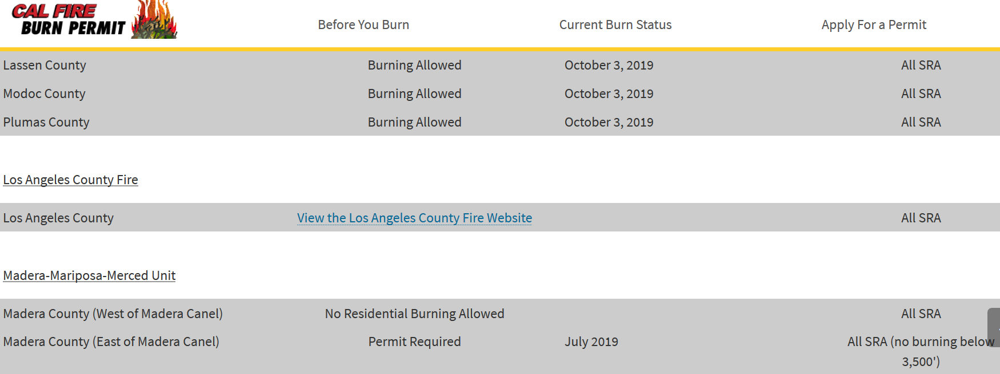 CAL FIRE
BURN PERMIT
Before You Burn Current Burn Status Apply For a Permit
Lassen County Burning Allowed October 3, 2019 All SRA
Modoc County Burning Allowed October 3, 2019 All SRA
Plumas County Burning Allowed October 3, 2019 All SRA
Los Angeles County Fire
Los Angeles County View the Los Angeles County Fire Website All SRA
Madera-Mariposa-Merced Unit
Madera County (West of Madera Canel) No Residential Burning Allowed All SRA
Madera County (East of Madera Canel) Permit Required July 2019 All SRA (no burning below
3,500')